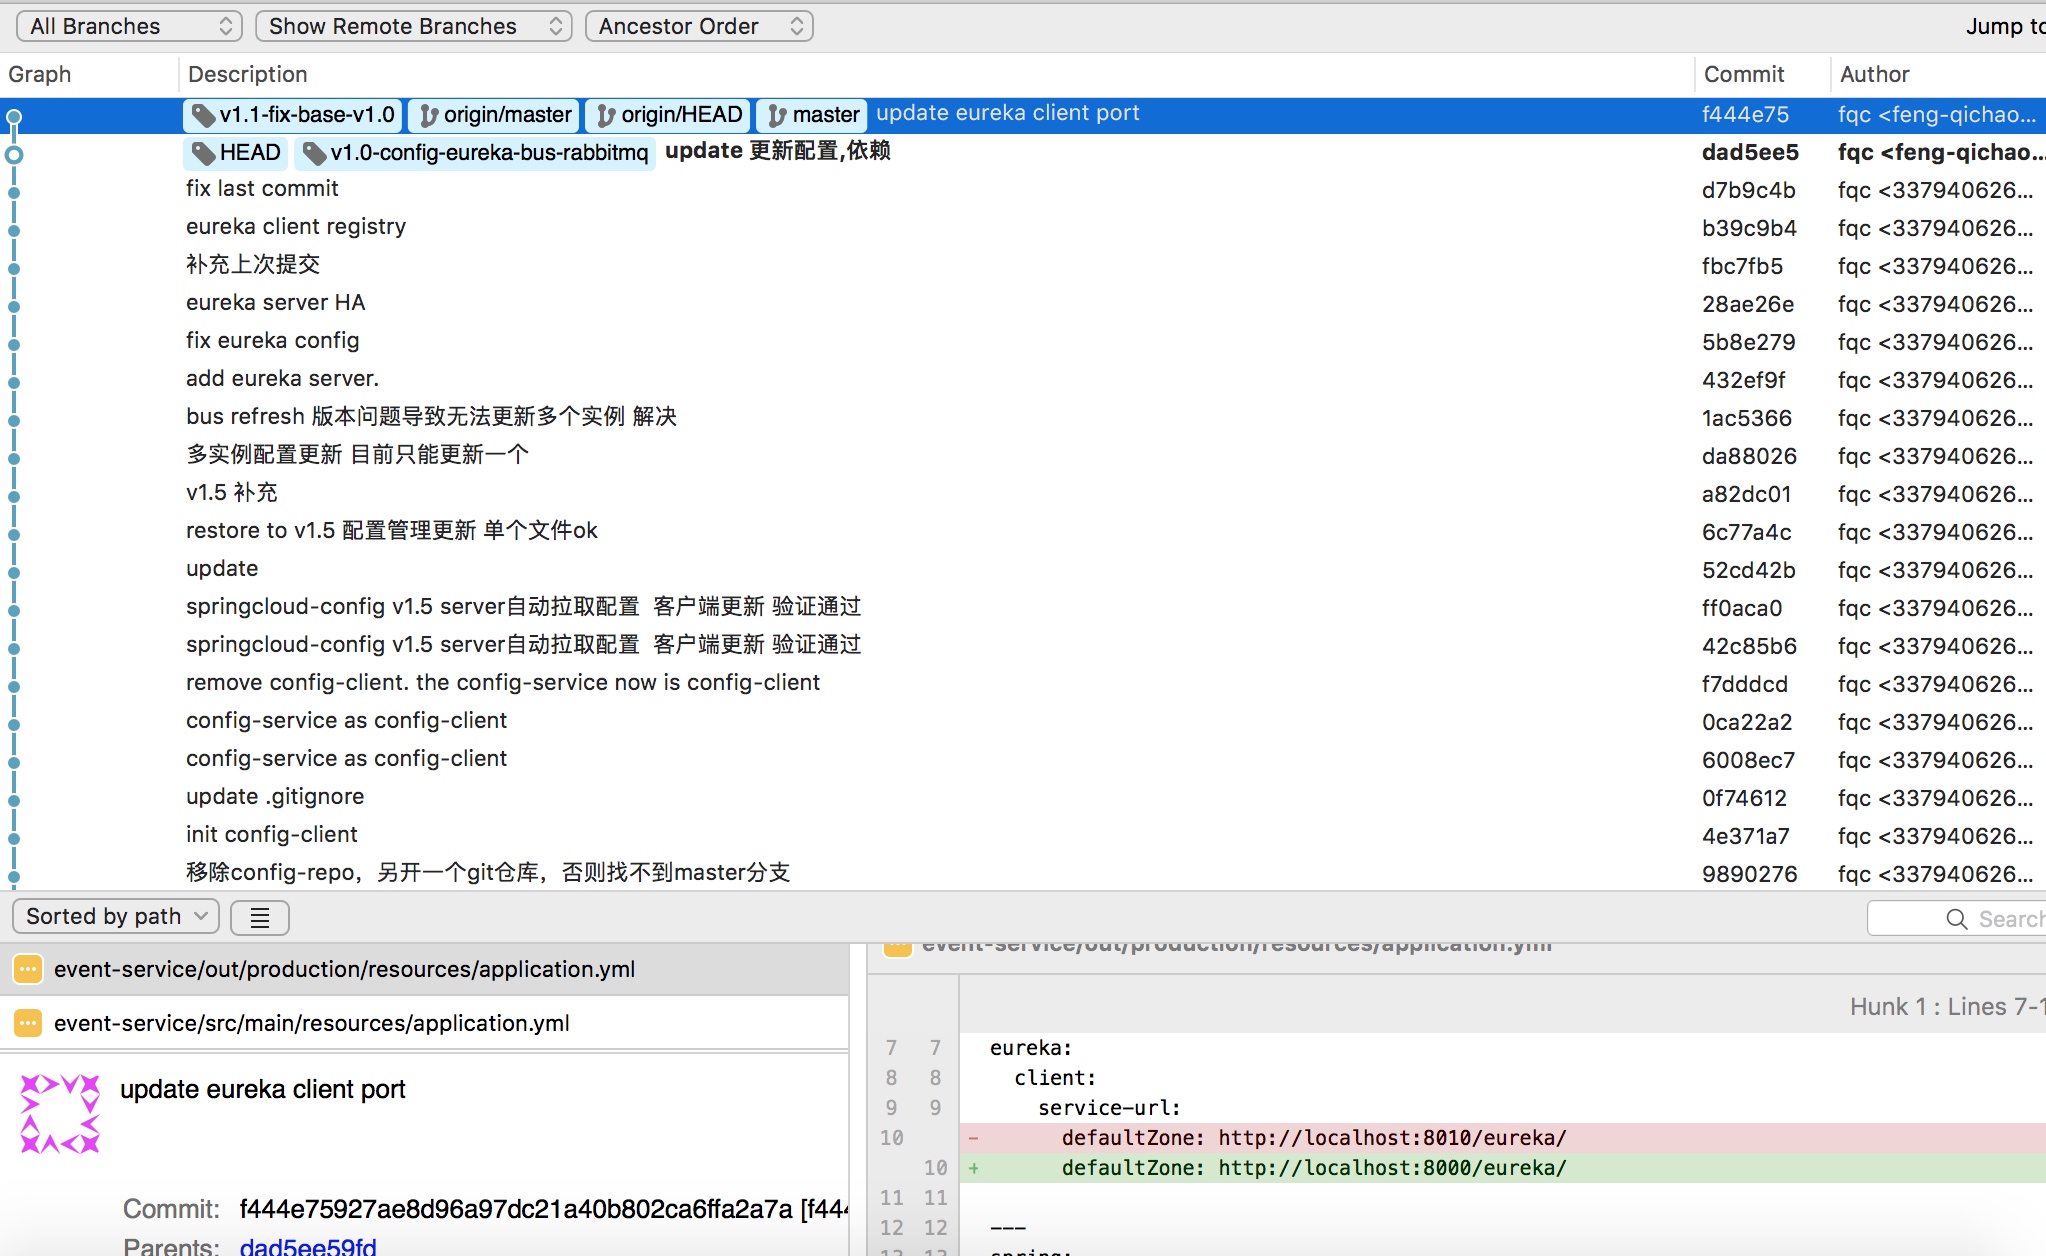 All Branches Show Remote Branches Ancestor Order Jump to
Graph Description Commit Author
v1.1-fix-base-v1.0 origin/master origin/HEAD master update eureka client port f444e75 fqc <feng-qichao...
HEAD v1.0-config-eureka-bus-rabbitmq update 更新配置,依赖 dad5ee5 fqc <feng-qichao...
fix last commit d7b9c4b fqc <337940626...
eureka client registry b39c9b4 fqc <337940626...
补充上次提交 fbc7fb5 fqc <337940626...
eureka server HA 28ae26e fqc <337940626...
fix eureka config 5b8e279 fqc <337940626...
add eureka server. 432ef9f fqc <337940626...
bus refresh 版本问题导致无法更新多个实例 解决 1ac5366 fqc <337940626...
多实例配置更新 目前只能更新一个 da88026 fqc <337940626...
v1.5 补充 a82dc01 fqc <337940626...
restore to v1.5 配置管理更新 单个文件ok 6c77a4c fqc <337940626...
update 52cd42b fqc <337940626...
springcloud-config v1.5 server自动拉取配置 客户端更新 验证通过 ff0aca0 fqc <337940626...
springcloud-config v1.5 server自动拉取配置 客户端更新 验证通过 42c85b6 fqc <337940626...
remove config-client. the config-service now is config-client f7dddcd fqc <337940626...
config-service as config-client 0ca22a2 fqc <337940626...
config-service as config-client 6008ec7 fqc <337940626...
update .gitignore 0f74612 fqc <337940626...
init config-client 4e371a7 fqc <337940626...
移除config-repo，另开一个git仓库，否则找不到master分支 9890276 fqc <337940626...
Sorted by path Search
event-service/out/production/resources/application.yml
event-service/src/main/resources/application.yml
update eureka client port
Commit: f444e75927ae8d96a97dc21a40b802ca6ffa2a7a [f44
Parents: dad5ee59fd
event-service/out/production/resources/application.yml
Hunk 1 : Lines 7-1
7 7 eureka:
8 8 client:
9 9 service-url:
10 - defaultZone: http://localhost:8010/eureka/
10 + defaultZone: http://localhost:8000/eureka/
11 11
12 12 ---
13 13 spring: